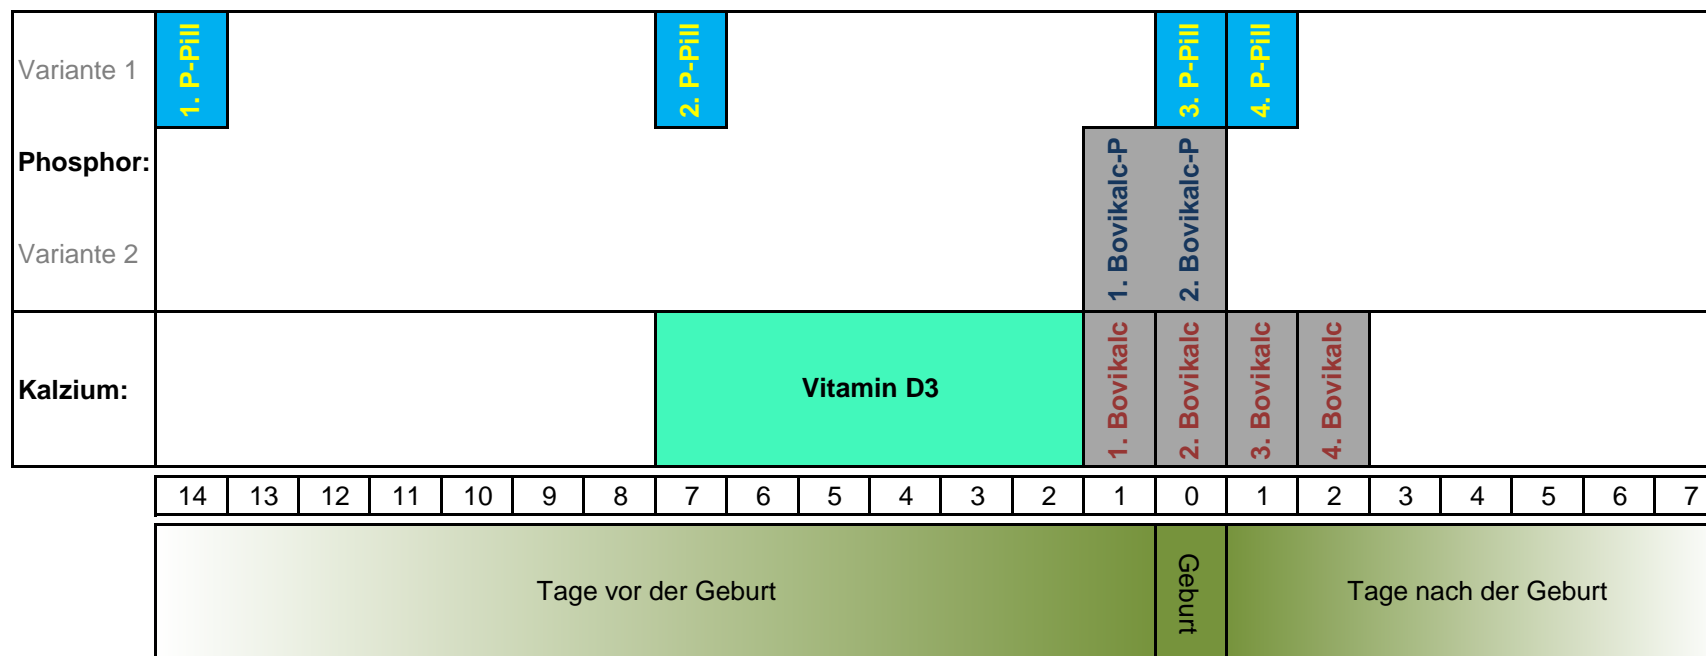 Variante 1
1. P-Pill
2. P-Pill
3. P-Pill
4. P-Pill
Phosphor:
Variante 2
1. Bovikalc-P
2. Bovikalc-P
Kalzium:
Vitamin D3
1. Bovikalc
2. Bovikalc
3. Bovikalc
4. Bovikalc
14 13 12 11 10 9 8 7 6 5 4 3 2 1 0 1 2 3 4 5 6 7
Tage vor der Geburt
Geburt
Tage nach der Geburt